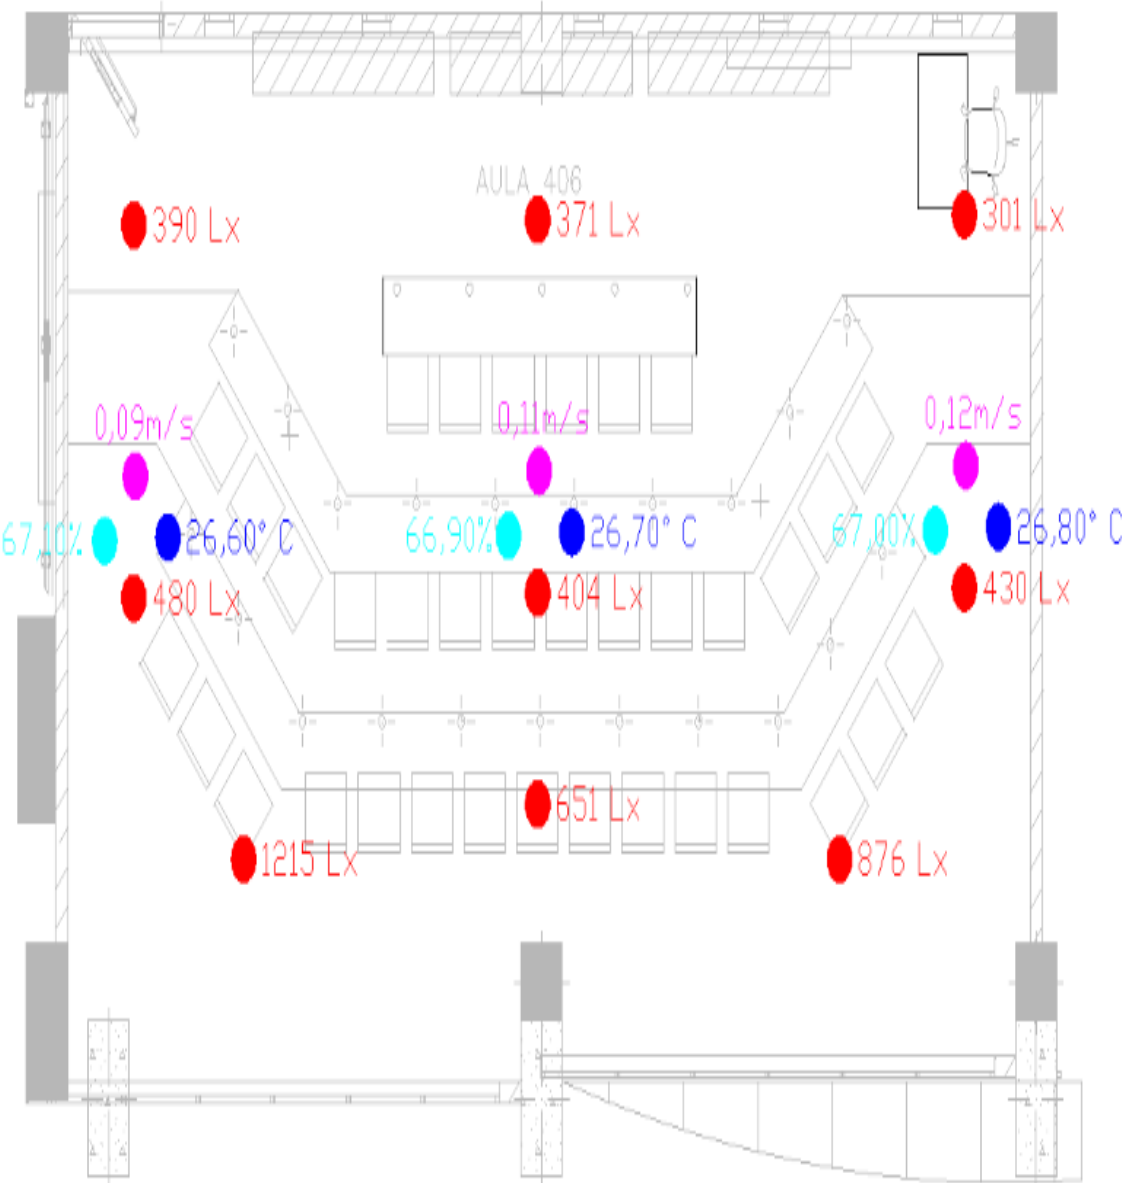 AULA 406
390 Lx
371 Lx
301 Lx
0,09m/s
0,11m/s
0,12m/s
67,10%
26,60° C
66,90%
26,70° C
67,00%
26,80° C
480 Lx
404 Lx
430 Lx
651 Lx
1215 Lx
876 Lx